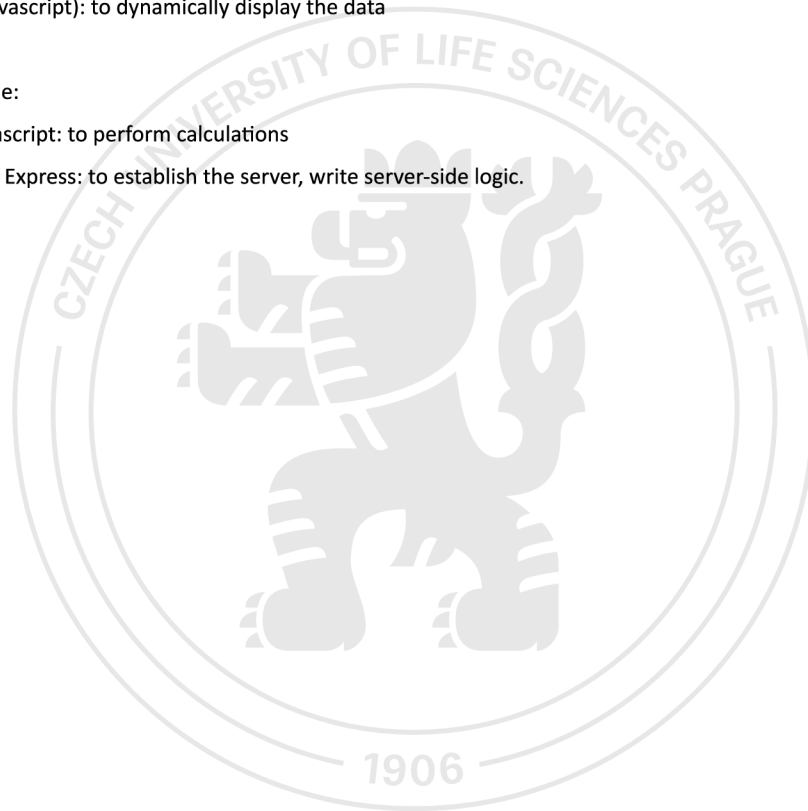 vascript): to dynamically display the data
e:
script: to perform calculations
Express: to establish the server, write server-side logic.
CZECH UNIVERSITY OF LIFE SCIENCES PRAGUE
1906